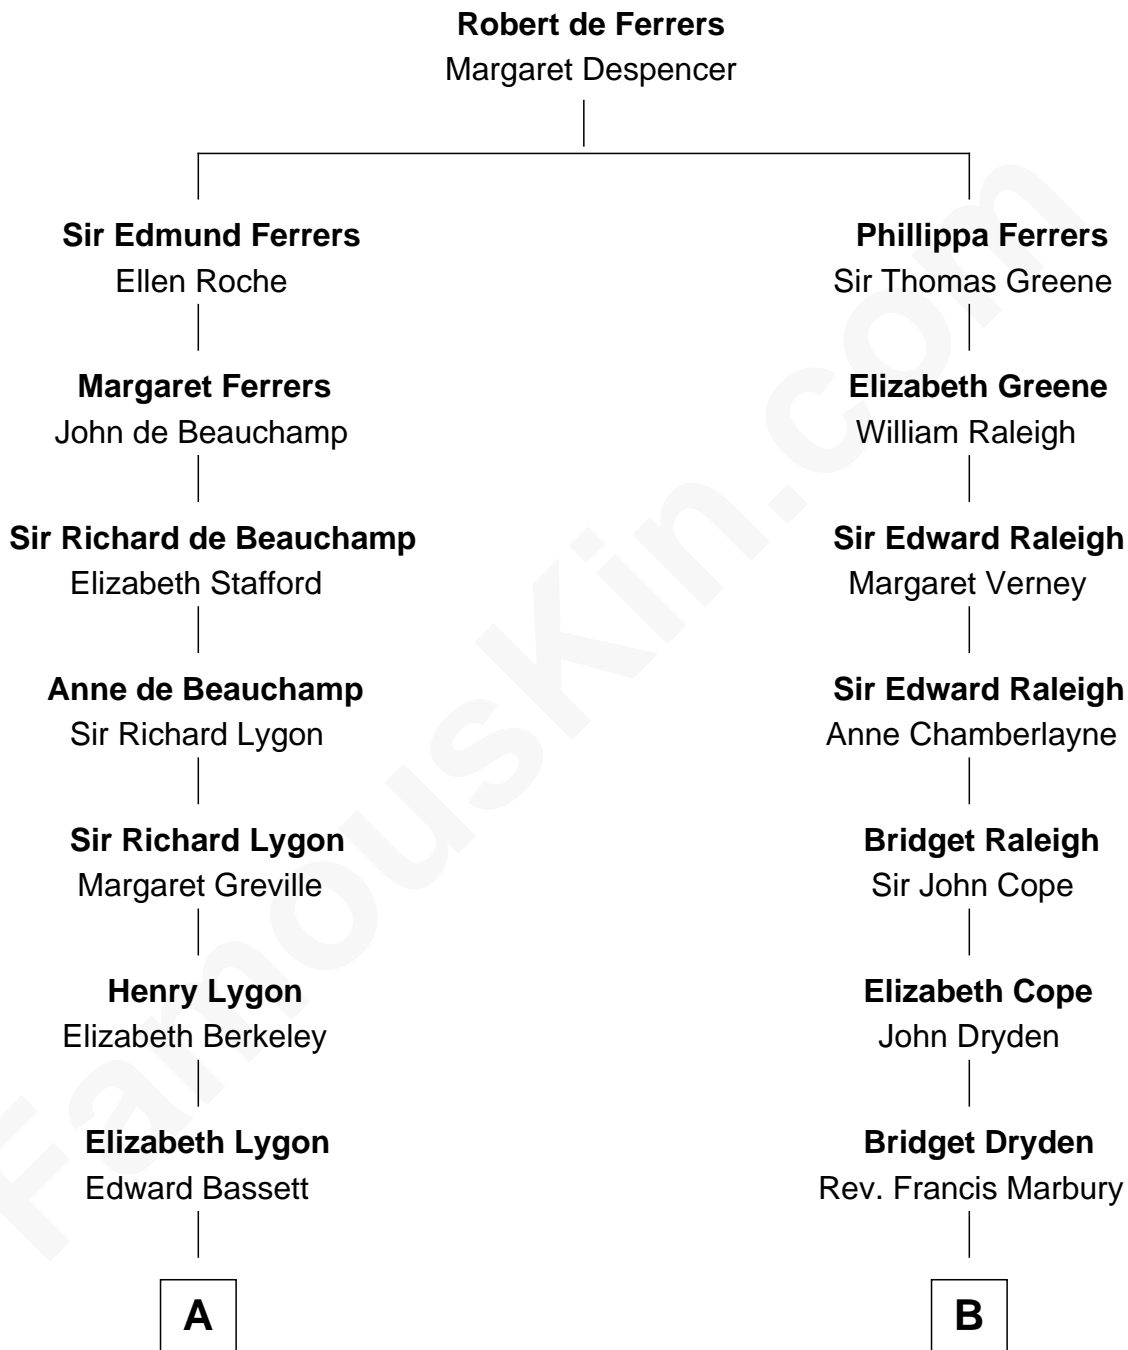 Robert de Ferrers
Margaret Despencer
Sir Edmund Ferrers
Ellen Roche
Phillippa Ferrers
Sir Thomas Greene
Margaret Ferrers
John de Beauchamp
Elizabeth Greene
William Raleigh
Sir Richard de Beauchamp
Elizabeth Stafford
Sir Edward Raleigh
Margaret Verney
Anne de Beauchamp
Sir Richard Lygon
Sir Edward Raleigh
Anne Chamberlayne
Sir Richard Lygon
Margaret Greville
Bridget Raleigh
Sir John Cope
Henry Lygon
Elizabeth Berkeley
Elizabeth Cope
John Dryden
Elizabeth Lygon
Edward Bassett
Bridget Dryden
Rev. Francis Marbury
A
B
FamousKin.com